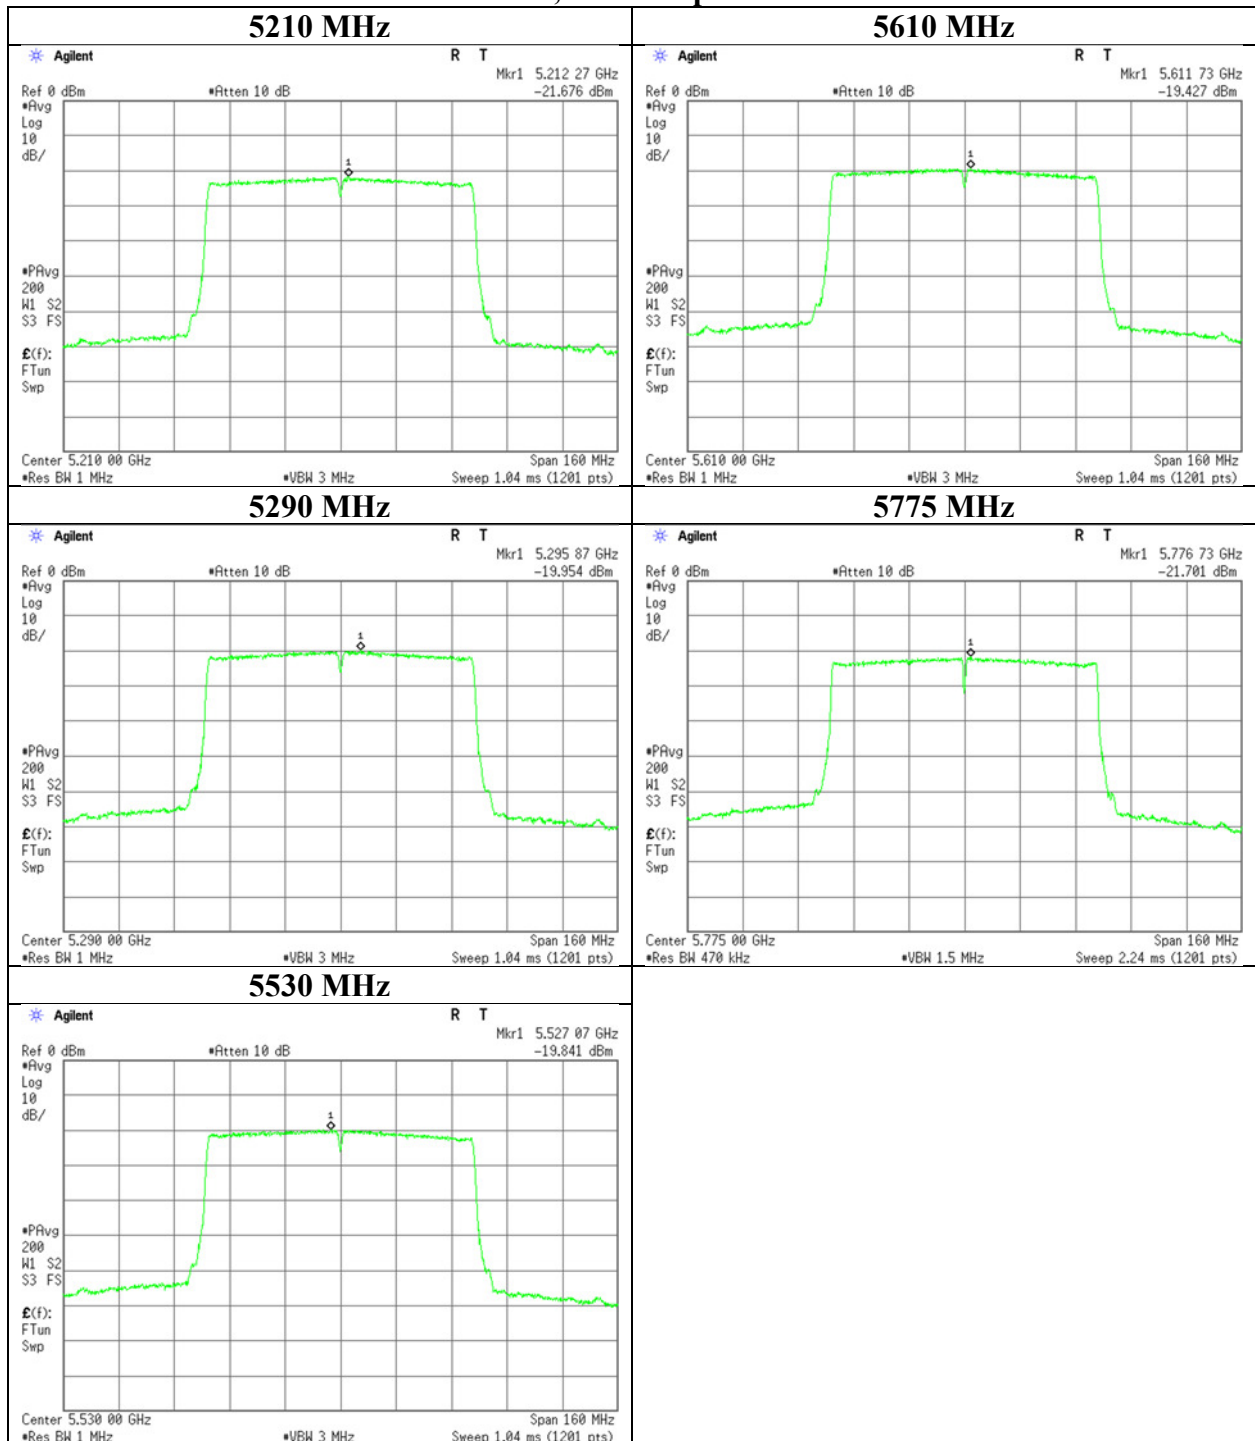 5210 MHz
Agilent R T
Mkr1 5.212 27 GHz
Ref 0 dBm #Atten 10 dB -21.676 dBm
#Avg
Log
10
dB/
1
#PAvg
200
W1 S2
S3 FS
£(f):
FTun
Swp
Center 5.210 00 GHz Span 160 MHz
#Res BW 1 MHz #VBW 3 MHz Sweep 1.04 ms (1201 pts)
5610 MHz
Agilent R T
Mkr1 5.611 73 GHz
Ref 0 dBm #Atten 10 dB -19.427 dBm
#Avg
Log
10
dB/
1
#PAvg
200
W1 S2
S3 FS
£(f):
FTun
Swp
Center 5.610 00 GHz Span 160 MHz
#Res BW 1 MHz #VBW 3 MHz Sweep 1.04 ms (1201 pts)
5290 MHz
Agilent R T
Mkr1 5.295 87 GHz
Ref 0 dBm #Atten 10 dB -19.954 dBm
#Avg
Log
10
dB/
1
#PAvg
200
W1 S2
S3 FS
£(f):
FTun
Swp
Center 5.290 00 GHz Span 160 MHz
#Res BW 1 MHz #VBW 3 MHz Sweep 1.04 ms (1201 pts)
5775 MHz
Agilent R T
Mkr1 5.776 73 GHz
Ref 0 dBm #Atten 10 dB -21.701 dBm
#Avg
Log
10
dB/
1
#PAvg
200
W1 S2
S3 FS
£(f):
FTun
Swp
Center 5.775 00 GHz Span 160 MHz
#Res BW 470 kHz #VBW 1.5 MHz Sweep 2.24 ms (1201 pts)
5530 MHz
Agilent R T
Mkr1 5.527 07 GHz
Ref 0 dBm #Atten 10 dB -19.841 dBm
#Avg
Log
10
dB/
1
#PAvg
200
W1 S2
S3 FS
£(f):
FTun
Swp
Center 5.530 00 GHz Span 160 MHz
#Res BW 1 MHz #VBW 3 MHz Sweep 1.04 ms (1201 pts)